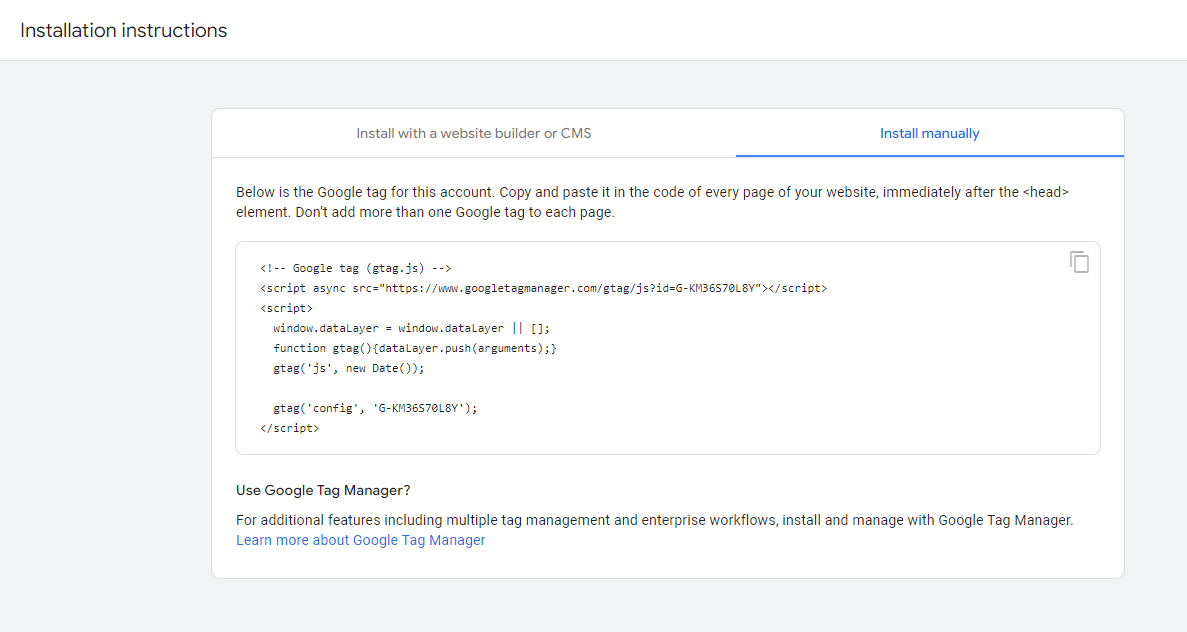 Installation instructions
Install with a website builder or CMS
Install manually
Below is the Google tag for this account. Copy and paste it in the code of every page of your website, immediately after the <head>
element. Don't add more than one Google tag to each page.
<!-- Google tag (gtag.js) -->
<script async src="https://www.googletagmanager.com/gtag/js?id=G-KM36S70L8Y"></script>
<script>
  window.dataLayer = window.dataLayer || [];
  function gtag(){dataLayer.push(arguments);}
  gtag('js', new Date());

  gtag('config', 'G-KM36S70L8Y');
</script>
Use Google Tag Manager?
For additional features including multiple tag management and enterprise workflows, install and manage with Google Tag Manager.
Learn more about Google Tag Manager